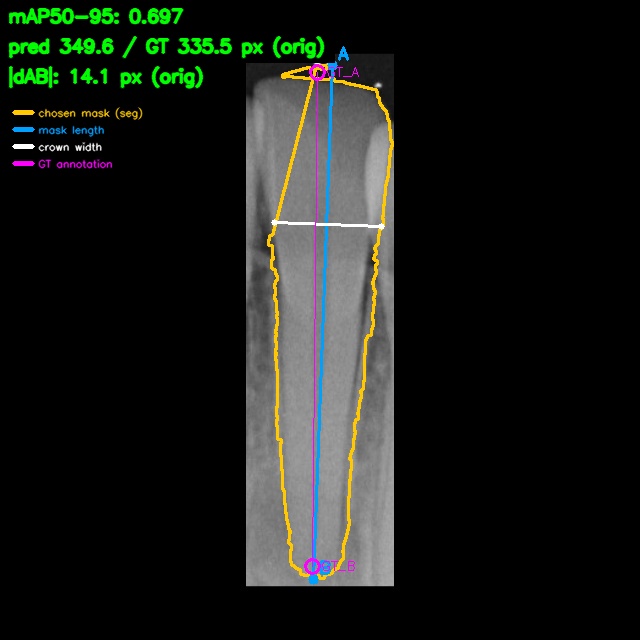 mAP50-95: 0.697
pred 349.6 / GT 335.5 px (orig)
|dAB|: 14.1 px (orig)
chosen mask (seg)
mask length
crown width
GT annotation
A
GT_A
GT_B